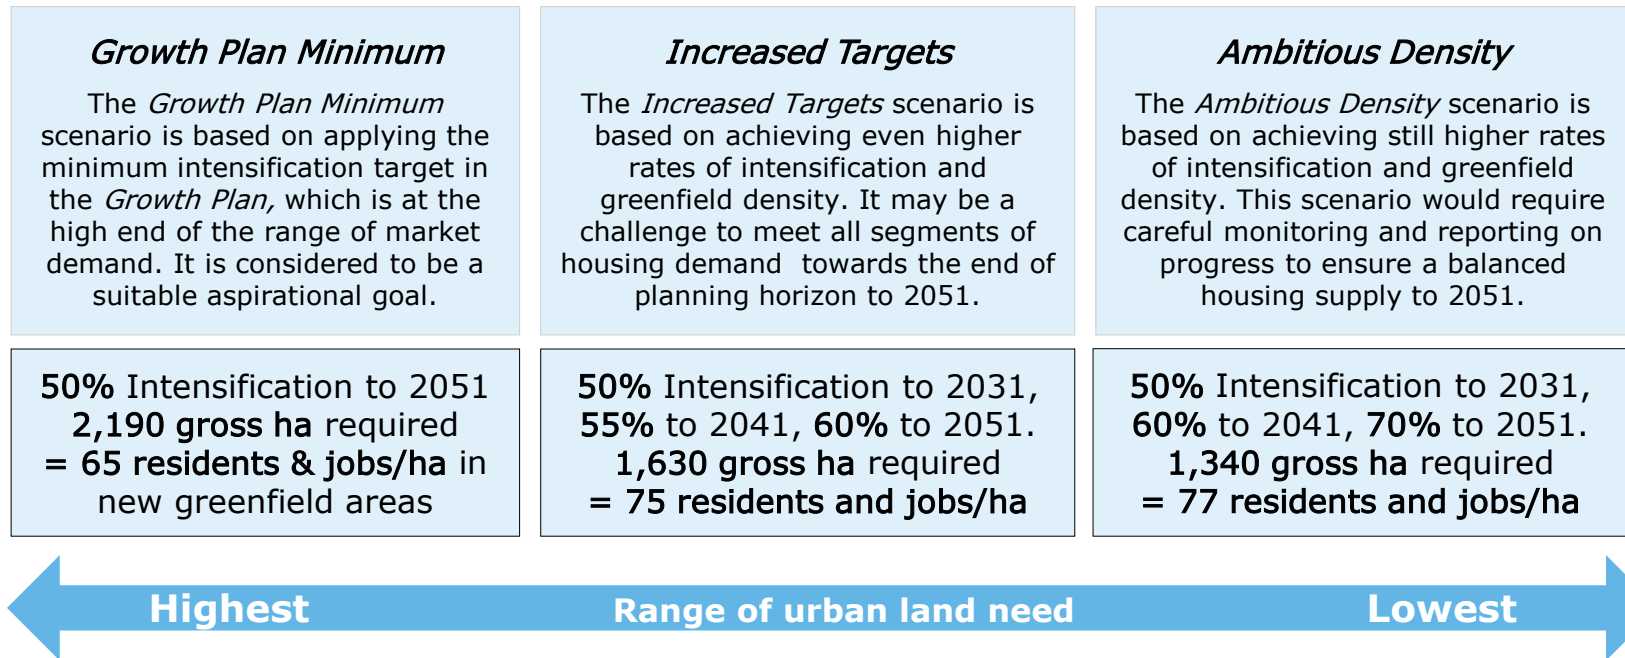 Growth Plan Minimum
The Growth Plan Minimum
scenario is based on applying the
minimum intensification target in
the Growth Plan, which is at the
high end of the range of market
demand. It is considered to be a
suitable aspirational goal.
50% Intensification to 2051
2,190 gross ha required
= 65 residents & jobs/ha in
new greenfield areas
Increased Targets
The Increased Targets scenario is
based on achieving even higher
rates of intensification and
greenfield density. It may be a
challenge to meet all segments of
housing demand towards the end of
planning horizon to 2051.
50% Intensification to 2031,
55% to 2041, 60% to 2051.
1,630 gross ha required
= 75 residents and jobs/ha
Ambitious Density
The Ambitious Density scenario is
based on achieving still higher rates
of intensification and greenfield
density. This scenario would require
careful monitoring and reporting on
progress to ensure a balanced
housing supply to 2051.
50% Intensification to 2031,
60% to 2041, 70% to 2051.
1,340 gross ha required
= 77 residents and jobs/ha
Highest
Range of urban land need
Lowest